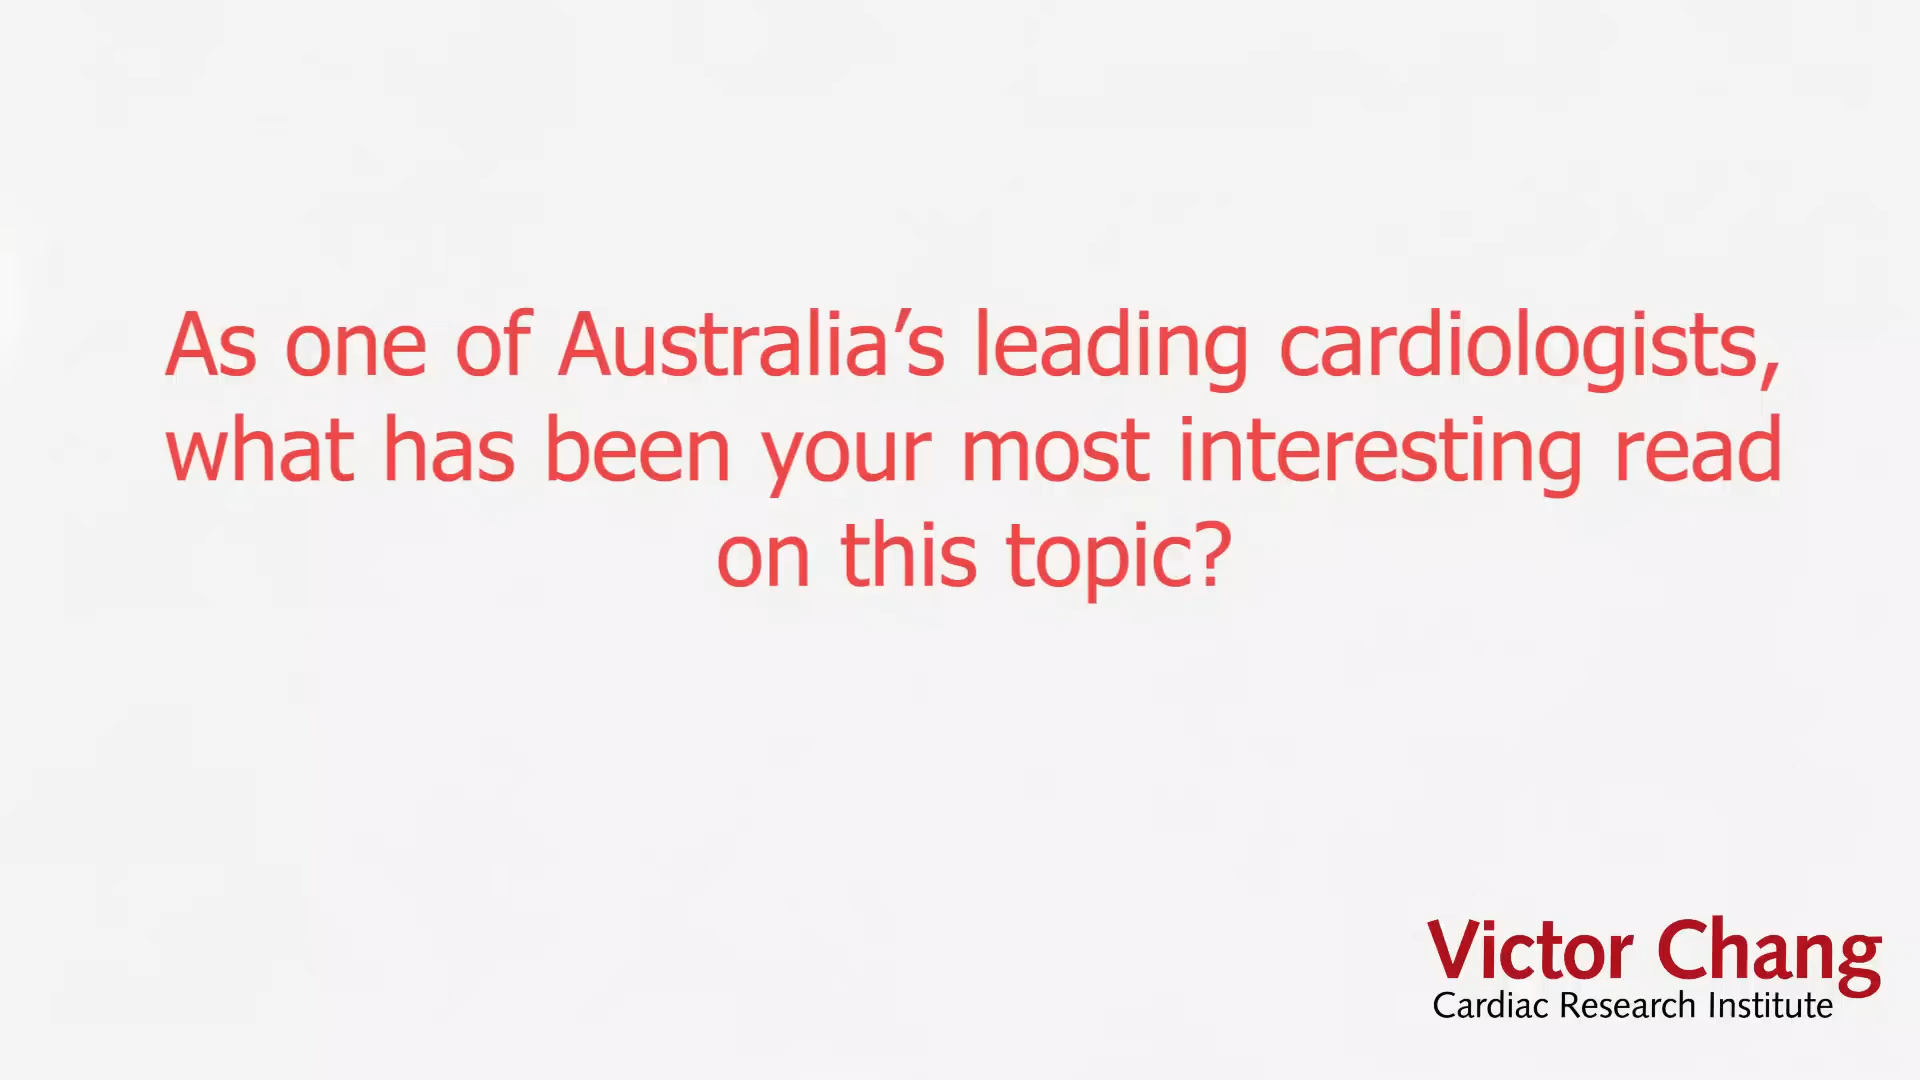 As one of Australia’s leading cardiologists,
what has been your most interesting read
on this topic?
Victor Chang
Cardiac Research Institute